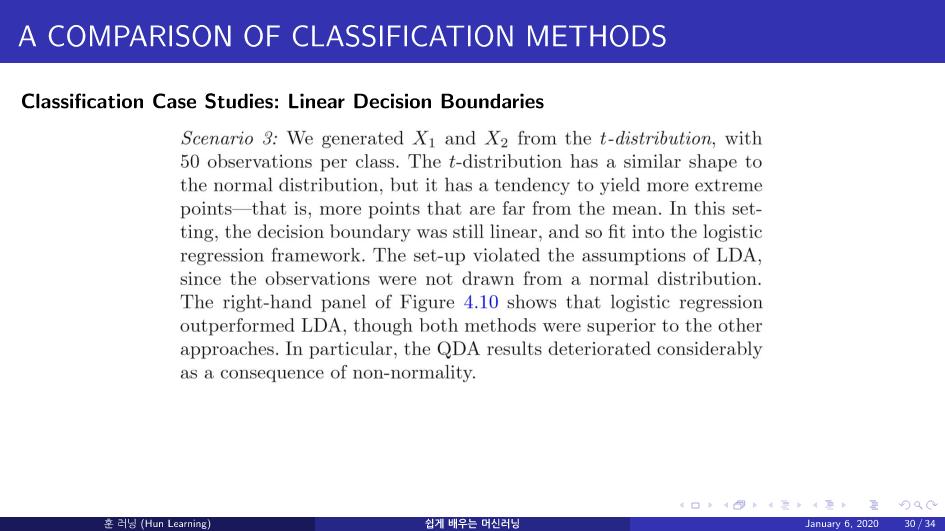 A COMPARISON OF CLASSIFICATION METHODS
Classification Case Studies: Linear Decision Boundaries
Scenario 3: We generated X1 and X2 from the t-distribution, with
50 observations per class. The t-distribution has a similar shape to
the normal distribution, but it has a tendency to yield more extreme
points—that is, more points that are far from the mean. In this set-
ting, the decision boundary was still linear, and so fit into the logistic
regression framework. The set-up violated the assumptions of LDA,
since the observations were not drawn from a normal distribution.
The right-hand panel of Figure 4.10 shows that logistic regression
outperformed LDA, though both methods were superior to the other
approaches. In particular, the QDA results deteriorated considerably
as a consequence of non-normality.
훈 러닝 (Hun Learning) 쉽게 배우는 머신러닝 January 6, 2020 30 / 34